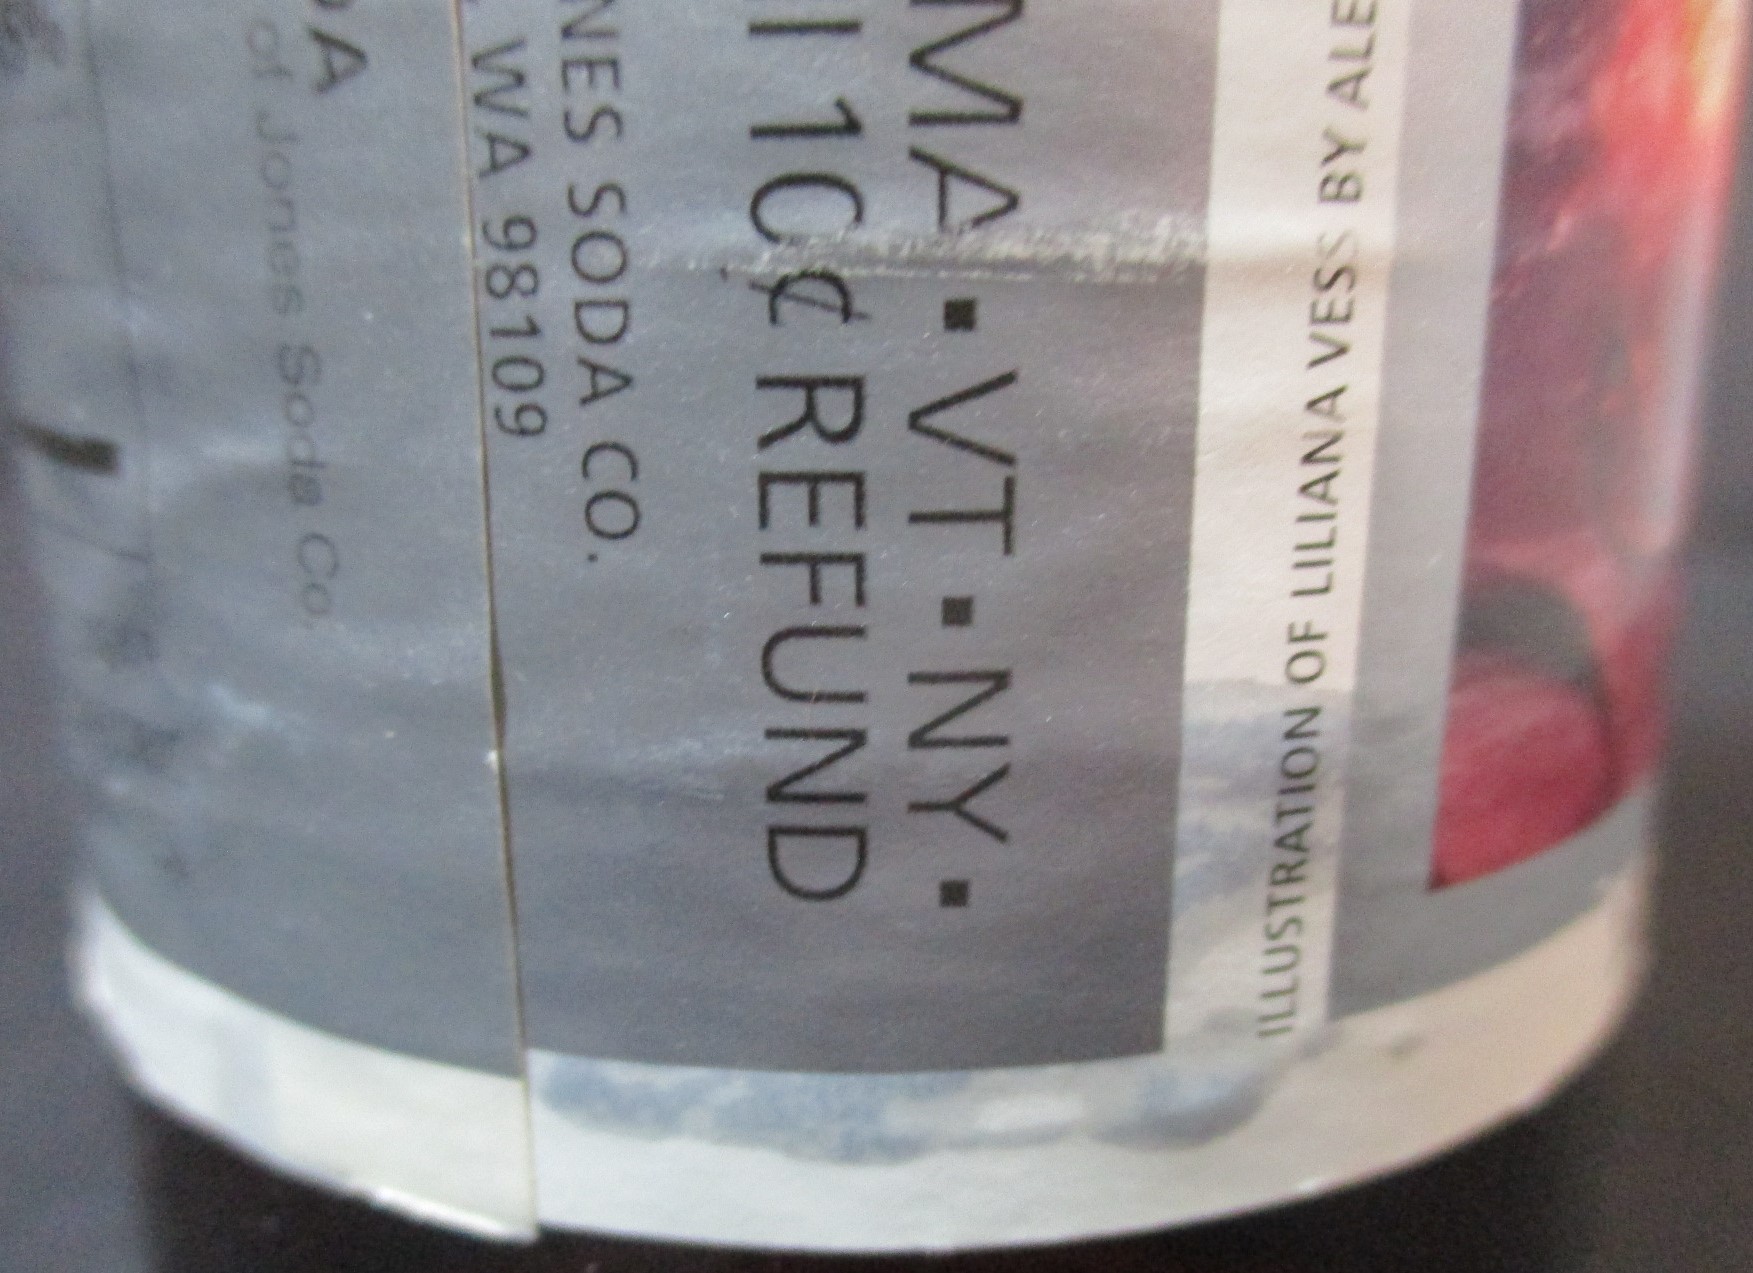 MA ▪ VT ▪ NY ▪
I 10¢ REFUND
NES SODA CO.
WA 98109
DA
of Jones Soda Co.
ILLUSTRATION OF LILIANA VESS BY ALE